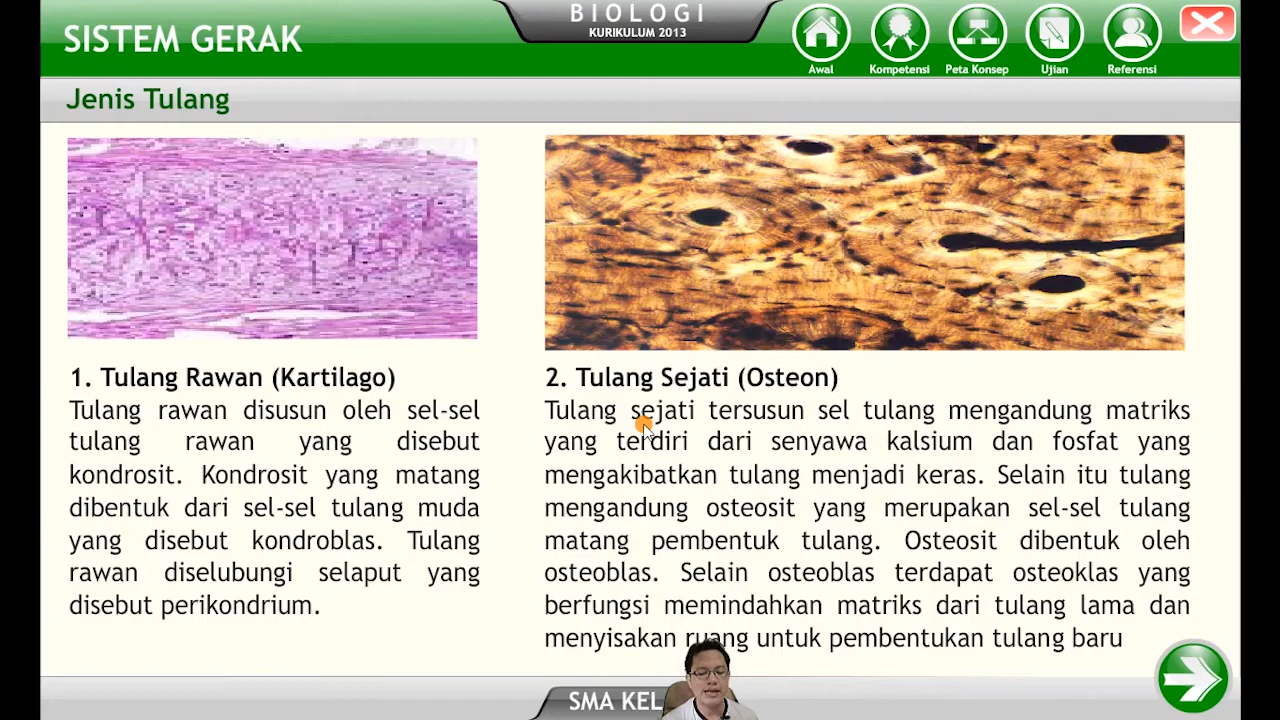 BIOLOGI
KURIKULUM 2013
SISTEM GERAK
Awal
Kompetensi
Peta Konsep
Ujian
Referensi
Jenis Tulang
1. Tulang Rawan (Kartilago)
Tulang rawan disusun oleh sel-sel
tulang rawan yang disebut
kondrosit. Kondrosit yang matang
dibentuk dari sel-sel tulang muda
yang disebut kondroblas. Tulang
rawan diselubungi selaput yang
disebut perikondrium.
2. Tulang Sejati (Osteon)
Tulang sejati tersusun sel tulang mengandung matriks
yang terdiri dari senyawa kalsium dan fosfat yang
mengakibatkan tulang menjadi keras. Selain itu tulang
mengandung osteosit yang merupakan sel-sel tulang
matang pembentuk tulang. Osteosit dibentuk oleh
osteoblas. Selain osteoblas terdapat osteoklas yang
berfungsi memindahkan matriks dari tulang lama dan
menyisakan ruang untuk pembentukan tulang baru
SMA KEL